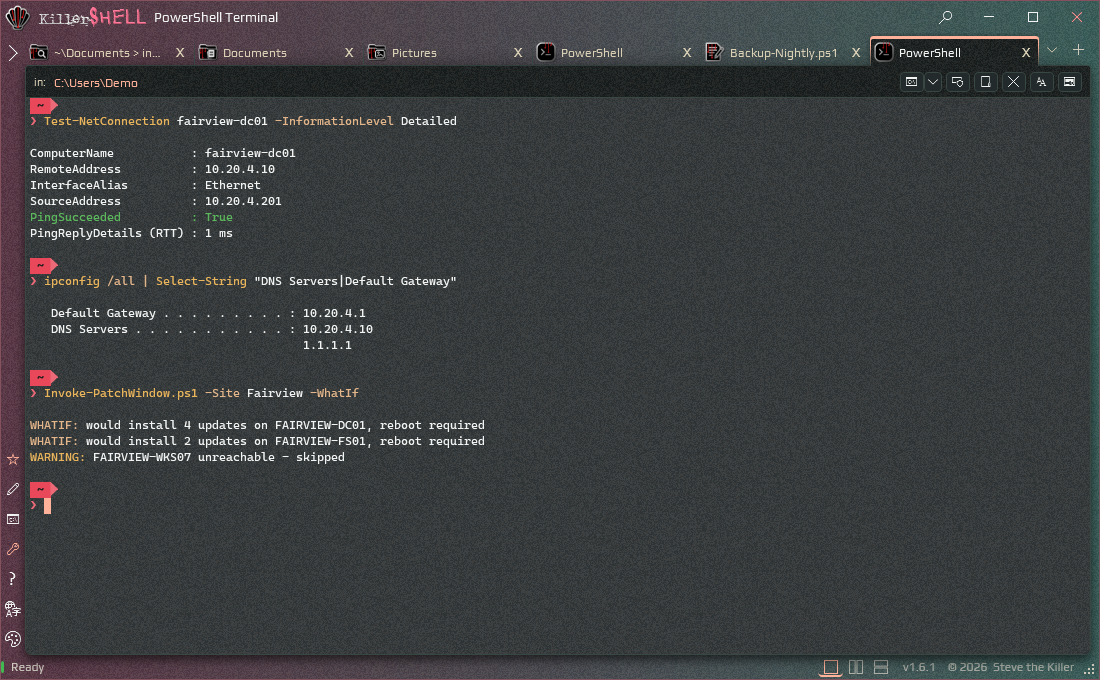 Killer$HELL PowerShell Terminal
~\Documents > in... X Documents X Pictures X PowerShell X Backup-Nightly.ps1 X PowerShell X
in: C:\Users\Demo
~
❯ Test-NetConnection fairview-dc01 -InformationLevel Detailed
ComputerName : fairview-dc01
RemoteAddress : 10.20.4.10
InterfaceAlias : Ethernet
SourceAddress : 10.20.4.201
PingSucceeded : True
PingReplyDetails (RTT) : 1 ms
~
❯ ipconfig /all | Select-String "DNS Servers|Default Gateway"
Default Gateway . . . . . . . . . : 10.20.4.1
DNS Servers . . . . . . . . . . . : 10.20.4.10
1.1.1.1
~
❯ Invoke-PatchWindow.ps1 -Site Fairview -WhatIf
WHATIF: would install 4 updates on FAIRVIEW-DC01, reboot required
WHATIF: would install 2 updates on FAIRVIEW-FS01, reboot required
WARNING: FAIRVIEW-WKS07 unreachable - skipped
~
❯
Ready v1.6.1 © 2026 Steve the Killer